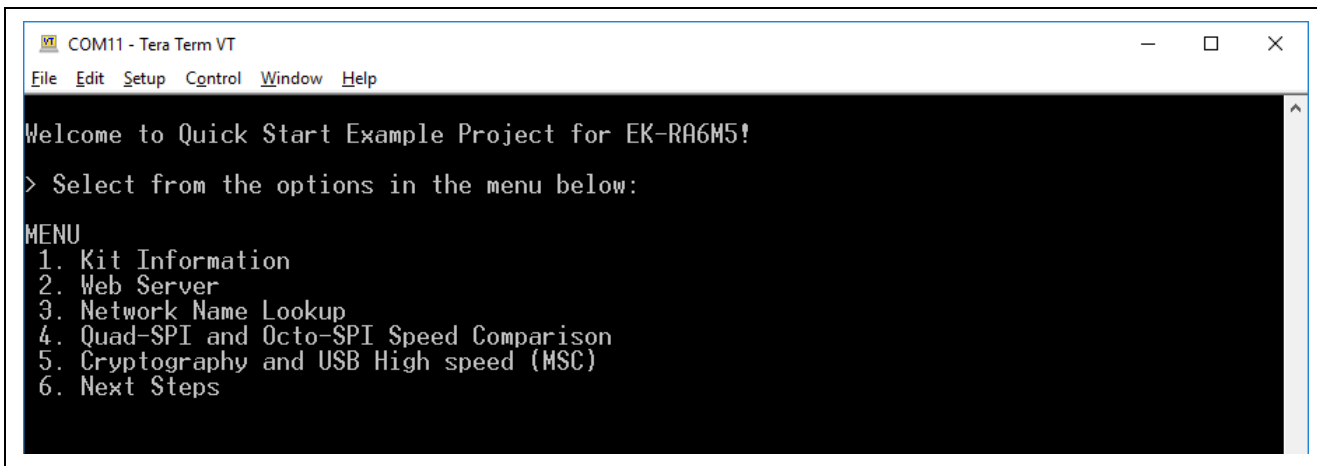 COM11 - Tera Term VT
File Edit Setup Control Window Help
Welcome to Quick Start Example Project for EK-RA6M5!
> Select from the options in the menu below:
MENU
1. Kit Information
2. Web Server
3. Network Name Lookup
4. Quad-SPI and Octo-SPI Speed Comparison
5. Cryptography and USB High speed (MSC)
6. Next Steps